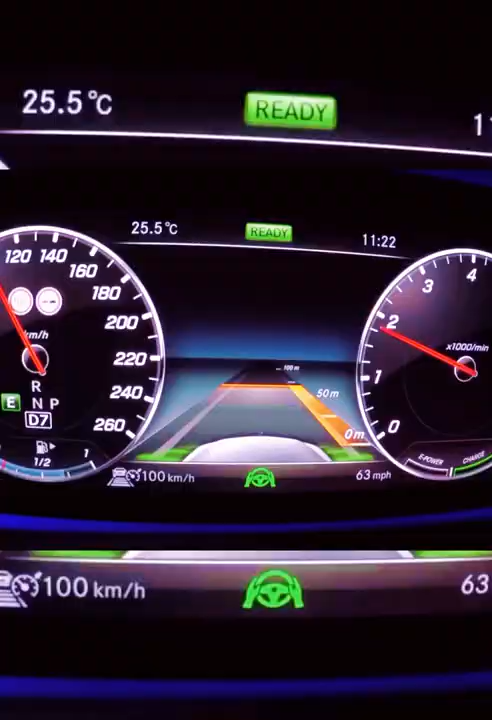 25.5°C READY
25.5°C READY 11:22
120 140 160 180 200 220 240 260
km/h
R
N P
E D7
1/2 1
100 m
50 m
0 m
100 km/h 63 mph
4 3 2 1 0
x1000/min
E-POWER CHARGE
100 km/h 63